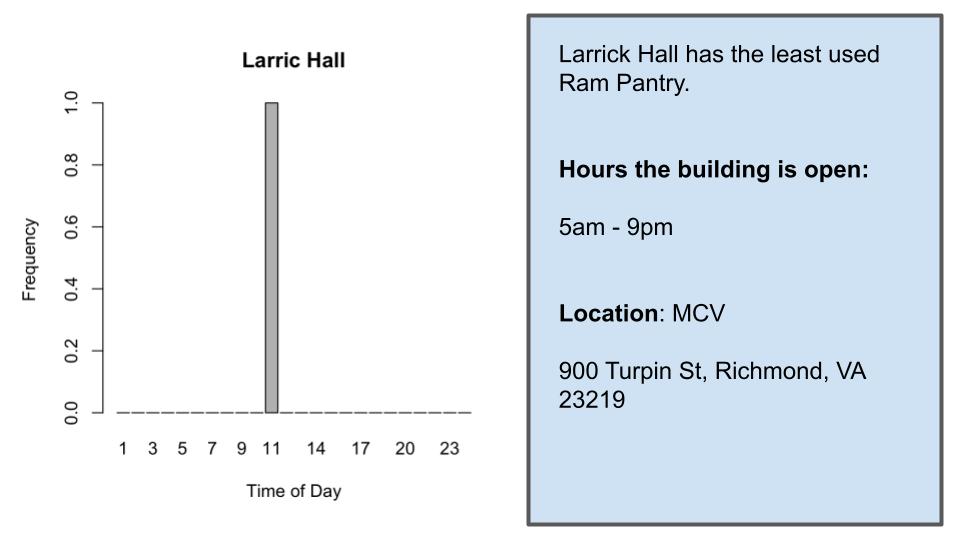 Larric Hall
Frequency
1.0
0.8
0.6
0.4
0.2
0.0
1 3 5 7 9 11 14 17 20 23
Time of Day
Larrick Hall has the least used
Ram Pantry.
Hours the building is open:
5am - 9pm
Location: MCV
900 Turpin St, Richmond, VA
23219